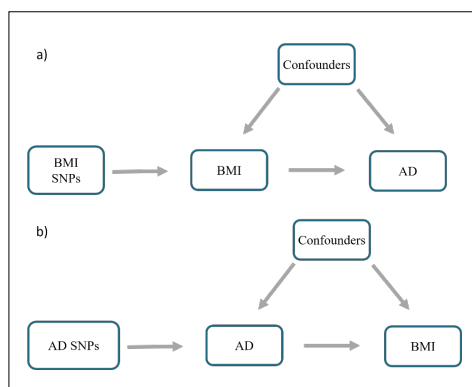 a)
Confounders
BMI
SNPs
BMI
AD
b)
Confounders
AD SNPs
AD
BMI